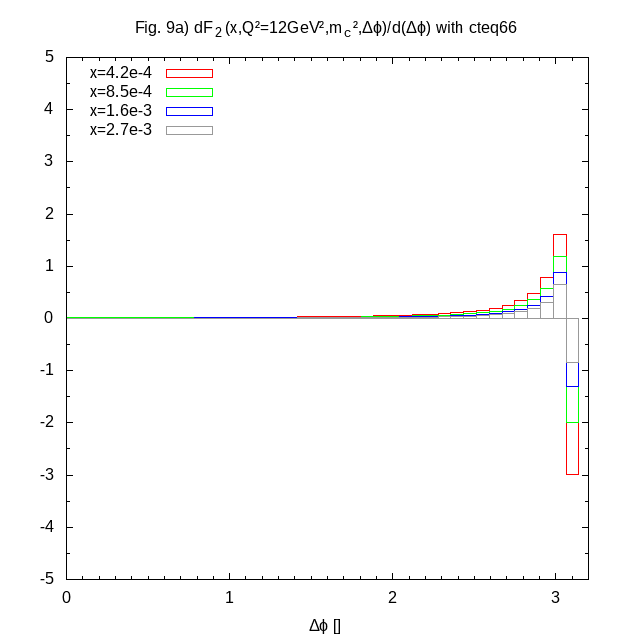 Fig. 9a) dF₂(x,Q²=12GeV²,m_c²,Δϕ)/d(Δϕ) with cteq66
x=4.2e-4
x=8.5e-4
x=1.6e-3
x=2.7e-3
5
4
3
2
1
0
-1
-2
-3
-4
-5
0 1 2 3
Δϕ []